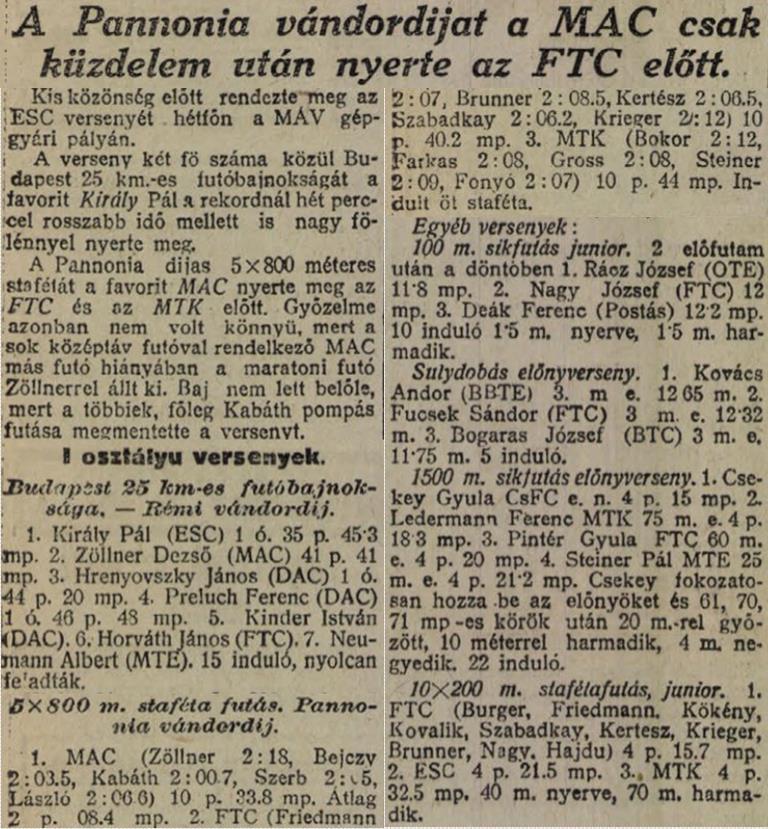 A Pannonia vándordijat a MAC csak
küzdelem után nyerte az FTC előtt.
Kis közönség előtt rendezte meg az
ESC versenyét hétfőn a MÁV gép-
gyári pályán.
A verseny két fő száma közül Bu-
dapest 25 km.-es futóbajnokságát a
favorit Király Pál a rekordnál hét perc-
cel rosszabb idő mellett is nagy fö-
lénnyel nyerte meg.
A Pannonia dijas 5×800 méteres
stafétát a favorit MAC nyerte meg az
FTC és az MTK előtt. Győzelme
azonban nem volt könnyü, mert a
sok középtáv futóval rendelkező MAC
más futó hiányában a maratoni futó
Zöllnerrel állt ki. Baj nem lett belőle,
mert a többiek, főleg Kabáth pompás
futása megmentette a versenyt.
I osztályu versenyek.
Budapest 25 km-es futóbajnok-
sága. — Rémi vándordij.
1. Király Pál (ESC) 1 ó. 35 p. 45·3
mp. 2. Zöllner Dezső (MAC) 41 p. 41
mp. 3. Hrenyovszky János (DAC) 1 ó.
44 p. 20 mp. 4. Preluch Ferenc (DAC)
1 ó. 46 p. 48 mp. 5. Kinder István
(DAC). 6. Horváth János (FTC). 7. Neu-
mann Albert (MTE). 15 induló, nyolcan
feladták.
5×800 m. staféta futás. Panno-
nia vándordij.
1. MAC (Zöllner 2:18, Bejczy
2:03.5, Kabáth 2:00.7, Szerb
László 2:06.6) 10 p. 33.8 mp. Átlag
2 p. 08.4 mp. 2. FTC (Friedmann
2:07, Brunner 2:08.5, Kertész 2:06.5,
Szabadkay 2:06.2, Krieger 2:12) 10
p. 40.2 mp. 3. MTK (Bokor 2:12,
Farkas 2:08, Gross 2:08, Steiner
2:09, Fonyó 2:07) 10 p. 44 mp. In-
dult öt staféta.
Egyéb versenyek:
100 m. sikfutás junior. 2 előfutam
után a döntőben 1. Rácz József (OTE)
11·8 mp. 2. Nagy József (FTC) 12
mp. 3. Deák Ferenc (Postás) 12·2 mp.
10 induló 1·5 m. nyerve, 1·5 m. har-
madik.
Sulydobás előnyverseny. 1. Kovács
Andor (BBTE) 3. m e. 12 65 m. 2.
Fucsek Sándor (FTC) 3 m. e. 12·32
m. 3. Bogaras József (BTC) 3 m. e.
11·75 m. 5 induló.
1500 m. sikfutás előnyverseny. 1. Cse-
key Gyula CsFC e. n. 4 p. 15 mp. 2.
Ledermann Ferenc MTK 75 m. e. 4 p.
18·3 mp. 3. Pintér Gyula FTC 60 m.
e. 4 p. 20 mp. 4. Steiner Pál MTE 25
m. e. 4 p. 21·2 mp. Csekey fokozato-
san hozza be az előnyöket és 61, 70,
71 mp-es körök után 20 m.-rel győ-
zött, 10 méterrel harmadik, 4 m. ne-
gyedik. 22 induló.
10×200 m. stafétafutás, junior. 1.
FTC (Burger, Friedmann. Kökény,
Kovalik, Szabadkay, Kertesz, Krieger,
Brunner, Nagy. Hajdu) 4 p. 15.7 mp.
2. ESC 4 p. 21.5 mp. 3. MTK 4 p.
32.5 mp. 40 m. nyerve, 70 m. harma-
dik.